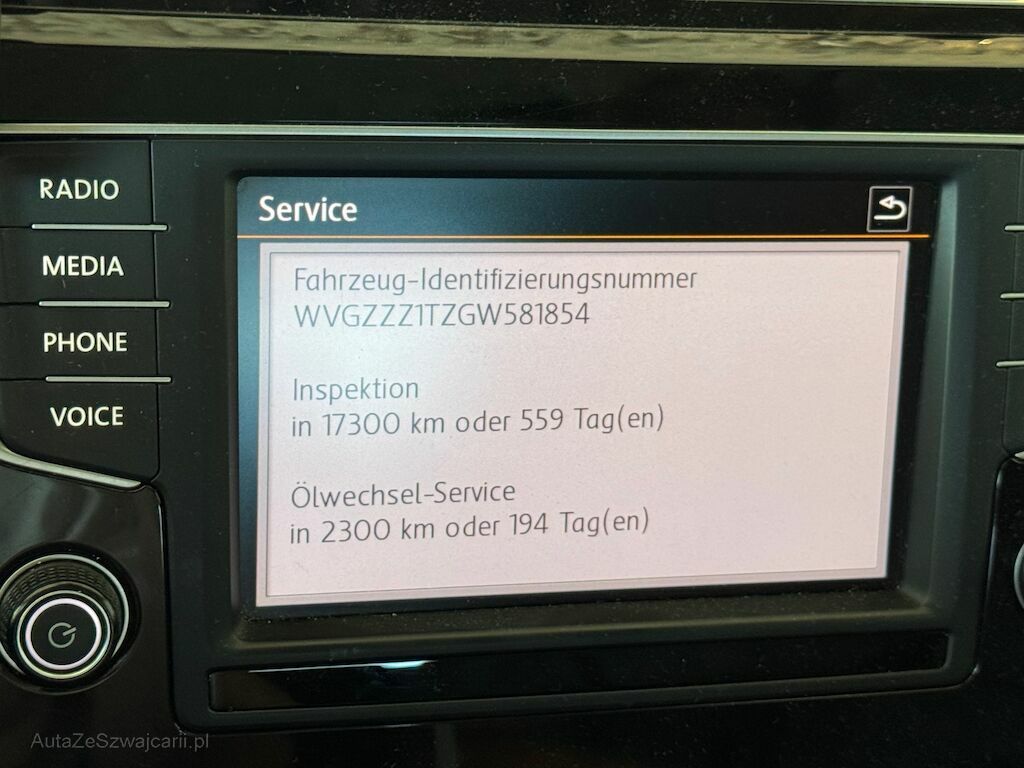 RADIO
MEDIA
PHONE
VOICE
Service
Fahrzeug-Identifizierungsnummer
WVGZZZ1TZGW581854
Inspektion
in 17300 km oder 559 Tag(en)
Ölwechsel-Service
in 2300 km oder 194 Tag(en)
AutaZeSzwajcarii.pl